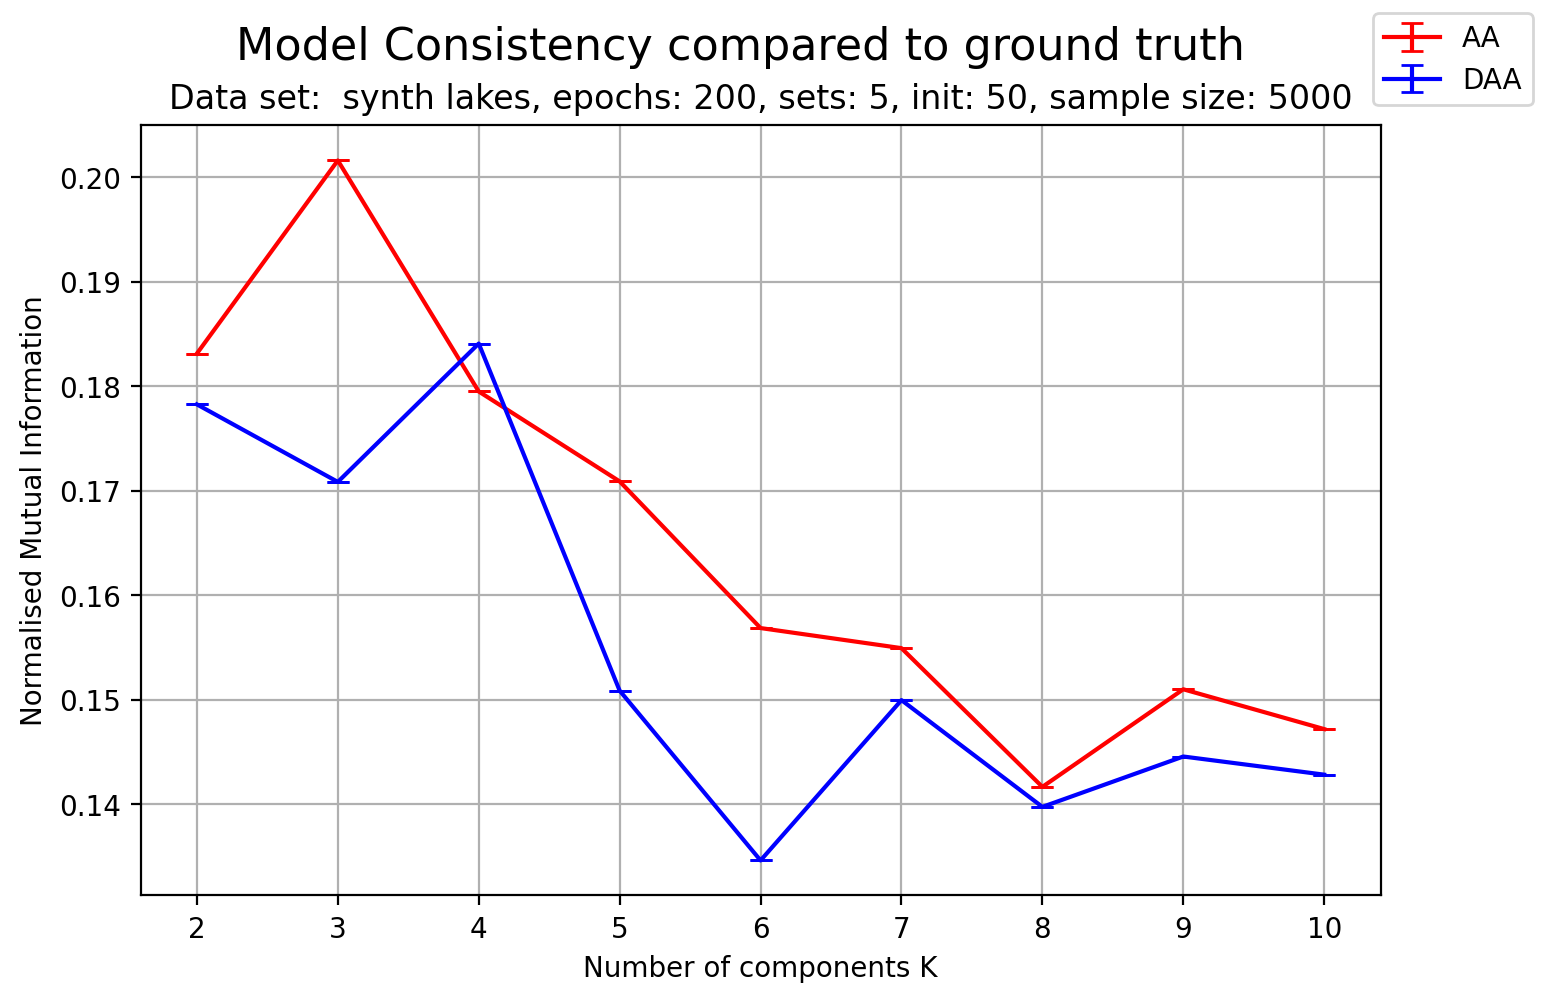 Model Consistency compared to ground truth
Data set:  synth lakes, epochs: 200, sets: 5, init: 50, sample size: 5000
AA
DAA
Normalised Mutual Information
0.20
0.19
0.18
0.17
0.16
0.15
0.14
2 3 4 5 6 7 8 9 10
Number of components K